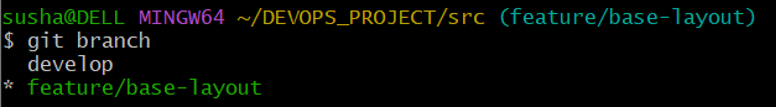 susha@DELL MINGW64 ~/DEVOPS_PROJECT/src (feature/base-layout)
$ git branch
  develop
* feature/base-layout